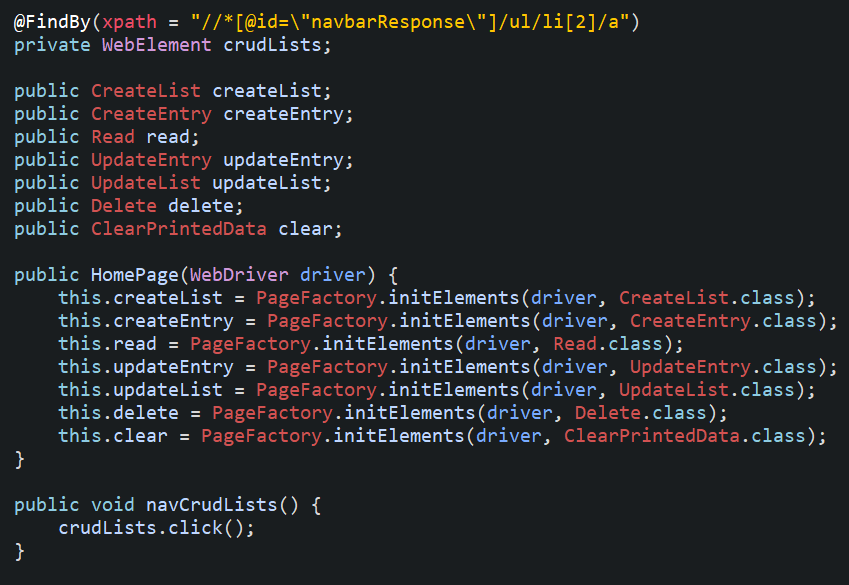 @FindBy(xpath = "//*[@id=\"navbarResponse\"]/ul/li[2]/a")
private WebElement crudLists;

public CreateList createList;
public CreateEntry createEntry;
public Read read;
public UpdateEntry updateEntry;
public UpdateList updateList;
public Delete delete;
public ClearPrintedData clear;

public HomePage(WebDriver driver) {
    this.createList = PageFactory.initElements(driver, CreateList.class);
    this.createEntry = PageFactory.initElements(driver, CreateEntry.class);
    this.read = PageFactory.initElements(driver, Read.class);
    this.updateEntry = PageFactory.initElements(driver, UpdateEntry.class);
    this.updateList = PageFactory.initElements(driver, UpdateList.class);
    this.delete = PageFactory.initElements(driver, Delete.class);
    this.clear = PageFactory.initElements(driver, ClearPrintedData.class);
}

public void navCrudLists() {
    crudLists.click();
}